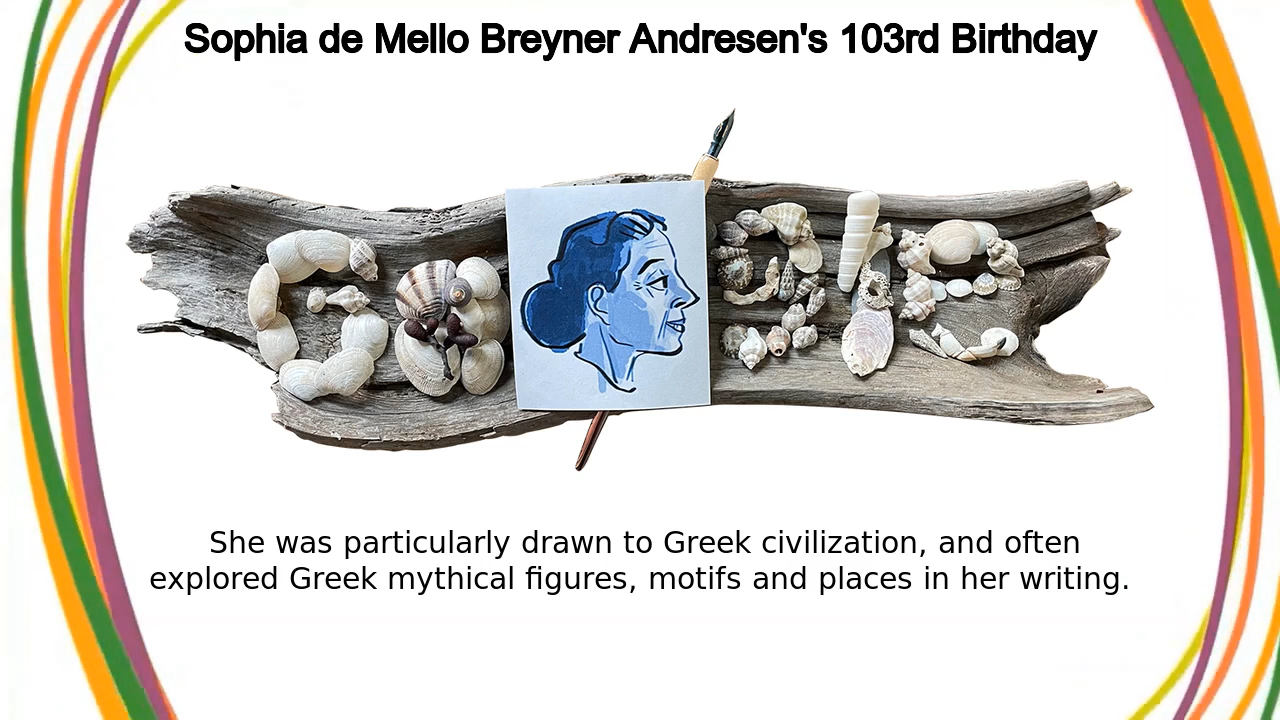 Sophia de Mello Breyner Andresen's 103rd Birthday
She was particularly drawn to Greek civilization, and often
explored Greek mythical figures, motifs and places in her writing.